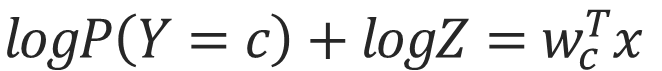 logP(Y = c) + logZ = w_c^T x